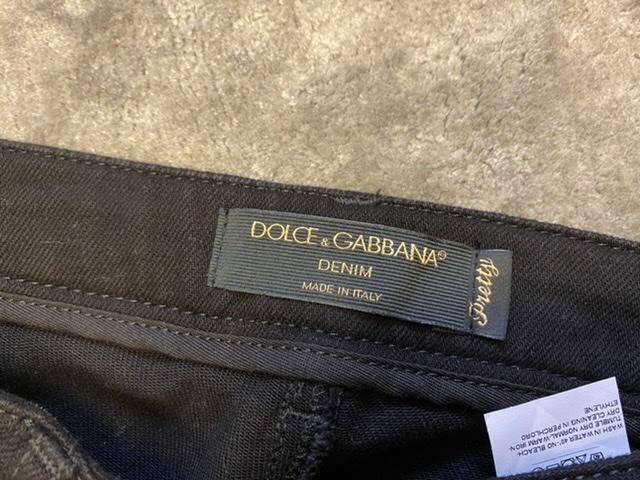 DOLCE & GABBANA®
DENIM
MADE IN ITALY
Pretty
WASH IN WATER 40°-NO BLEACH-
TUMBLE DRY NORMAL-WARM IRON-
DRY CLEANING IN PERCHLORO
ETHYLENE